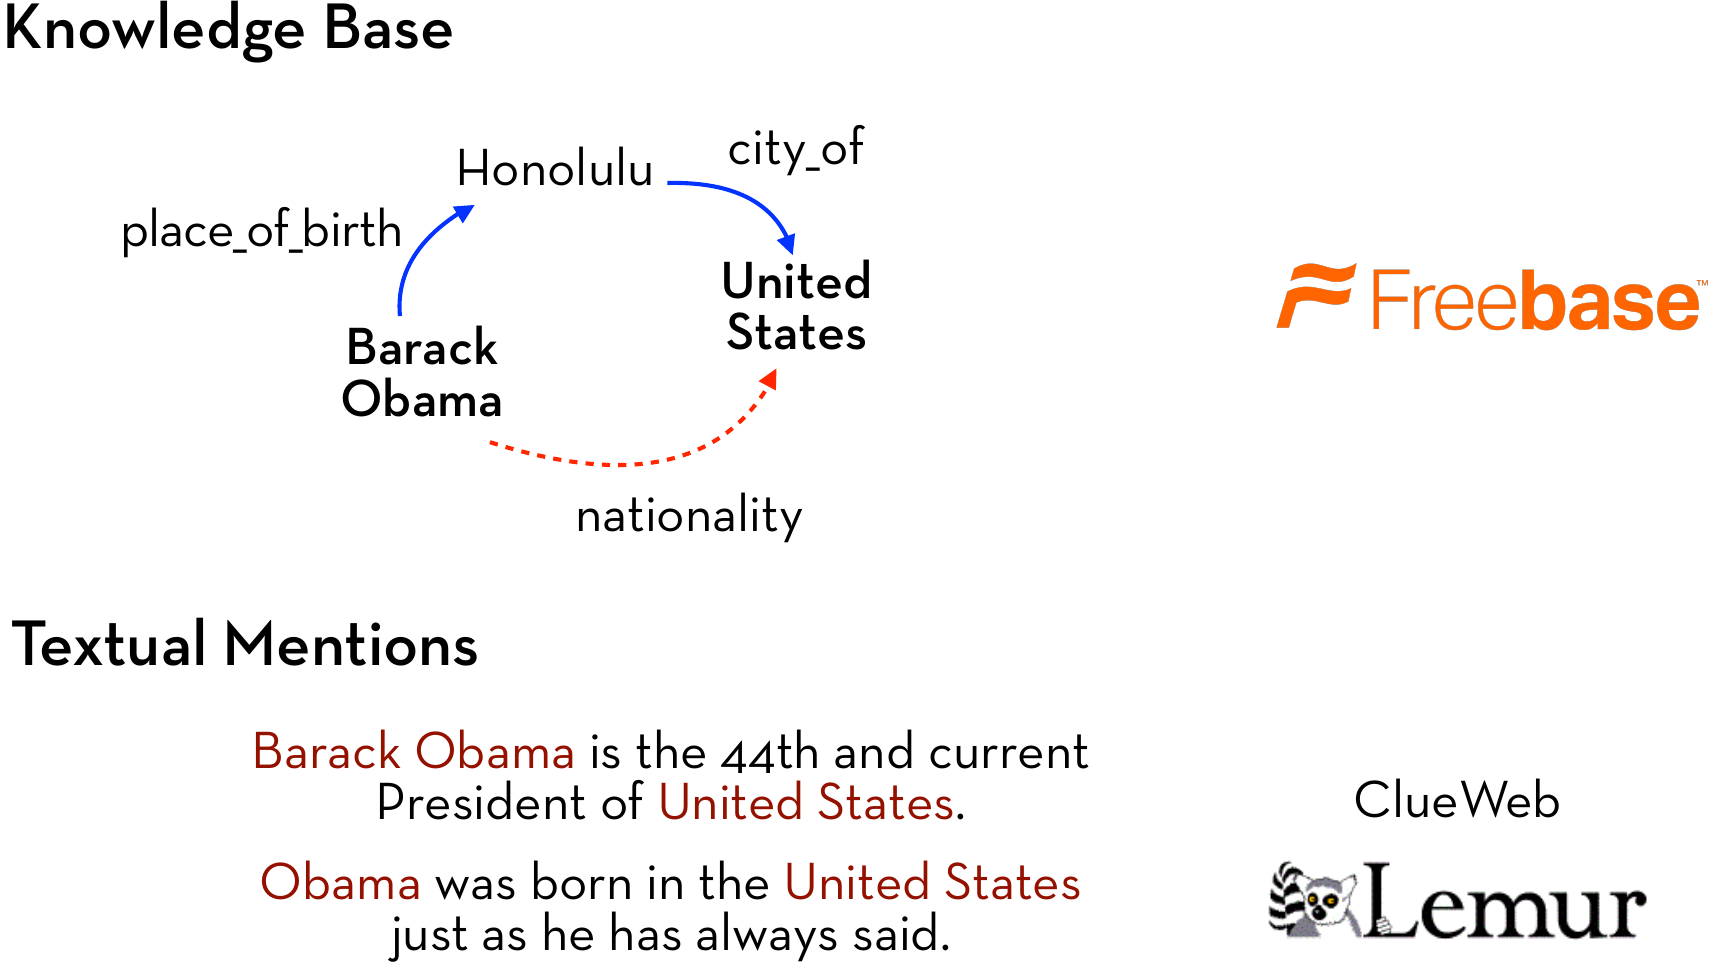 Knowledge Base
city_of
Honolulu
place_of_birth
United
States
Freebase™
Barack
Obama
nationality
Textual Mentions
Barack Obama is the 44th and current
President of United States.
ClueWeb
Obama was born in the United States
just as he has always said.
Lemur